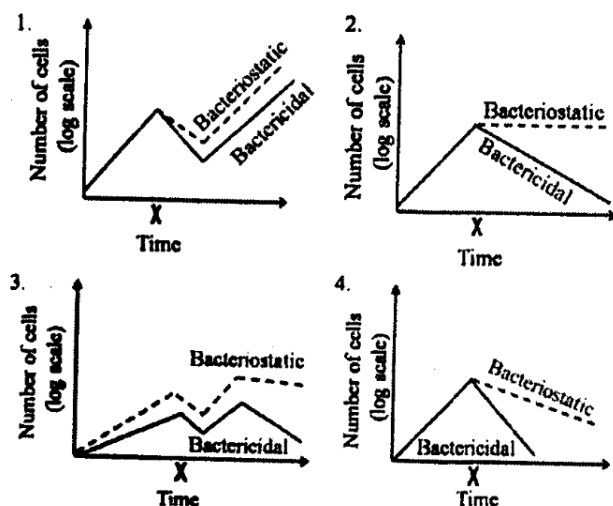 1.
Number of cells
(log scale)
Bacteriostatic
Bactericidal
X
Time
2.
Number of cells
(log scale)
Bacteriostatic
Bactericidal
X
Time
3.
Number of cells
(log scale)
Bacteriostatic
Bactericidal
X
Time
4.
Number of cells
(log scale)
Bacteriostatic
Bactericidal
X
Time